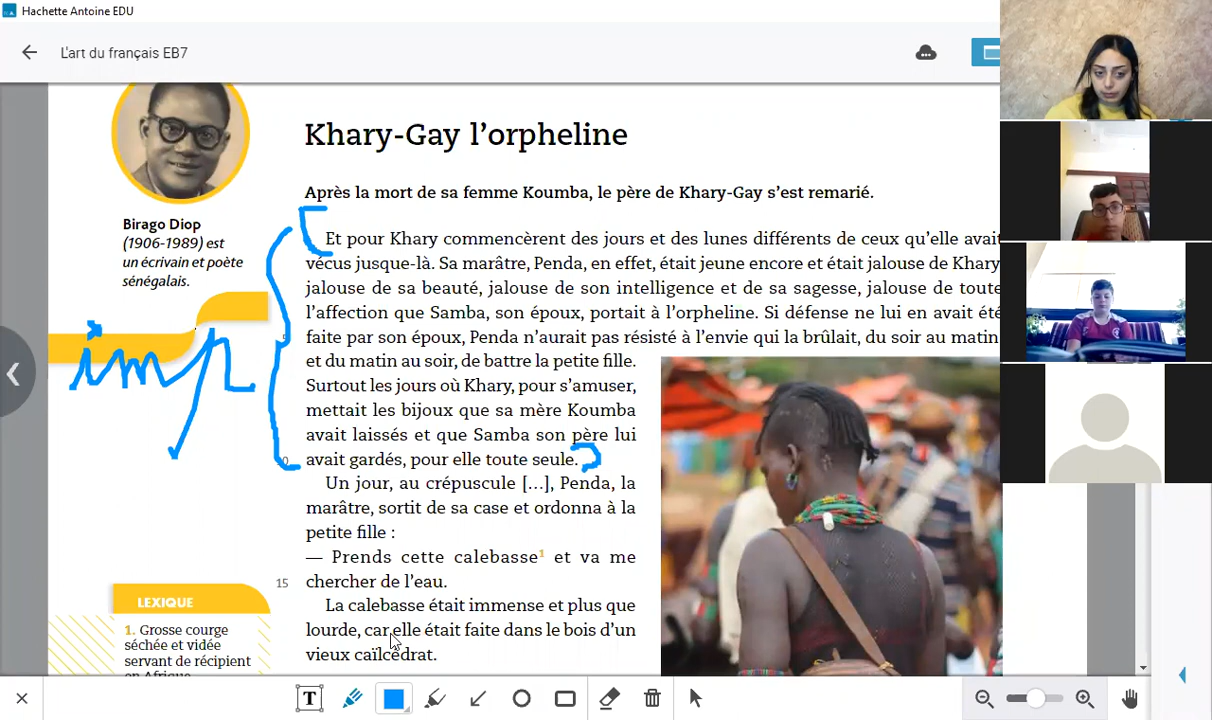 Hachette Antoine EDU
L'art du français EB7
Khary-Gay l'orpheline
Après la mort de sa femme Koumba, le père de Khary-Gay s'est remarié.
Birago Diop
(1906-1989) est
un écrivain et poète
sénégalais.
imp
Et pour Khary commencèrent des jours et des lunes différents de ceux qu'elle avait
vécus jusque-là. Sa marâtre, Penda, en effet, était jeune encore et était jalouse de Khary
jalouse de sa beauté, jalouse de son intelligence et de sa sagesse, jalouse de toute
l'affection que Samba, son époux, portait à l'orpheline. Si défense ne lui en avait été
faite par son époux, Penda n'aurait pas résisté à l'envie qui la brûlait, du soir au matin
et du matin au soir, de battre la petite fille.
Surtout les jours où Khary, pour s'amuser,
mettait les bijoux que sa mère Koumba
avait laissés et que Samba son père lui
avait gardés, pour elle toute seule.
Un jour, au crépuscule [...], Penda, la
marâtre, sortit de sa case et ordonna à la
petite fille :
— Prends cette calebasse1 et va me
15 chercher de l'eau.
La calebasse était immense et plus que
lourde, car elle était faite dans le bois d'un
vieux caïlcédrat.
LEXIQUE
1. Grosse courge
séchée et vidée
servant de récipient
en Afrique
T